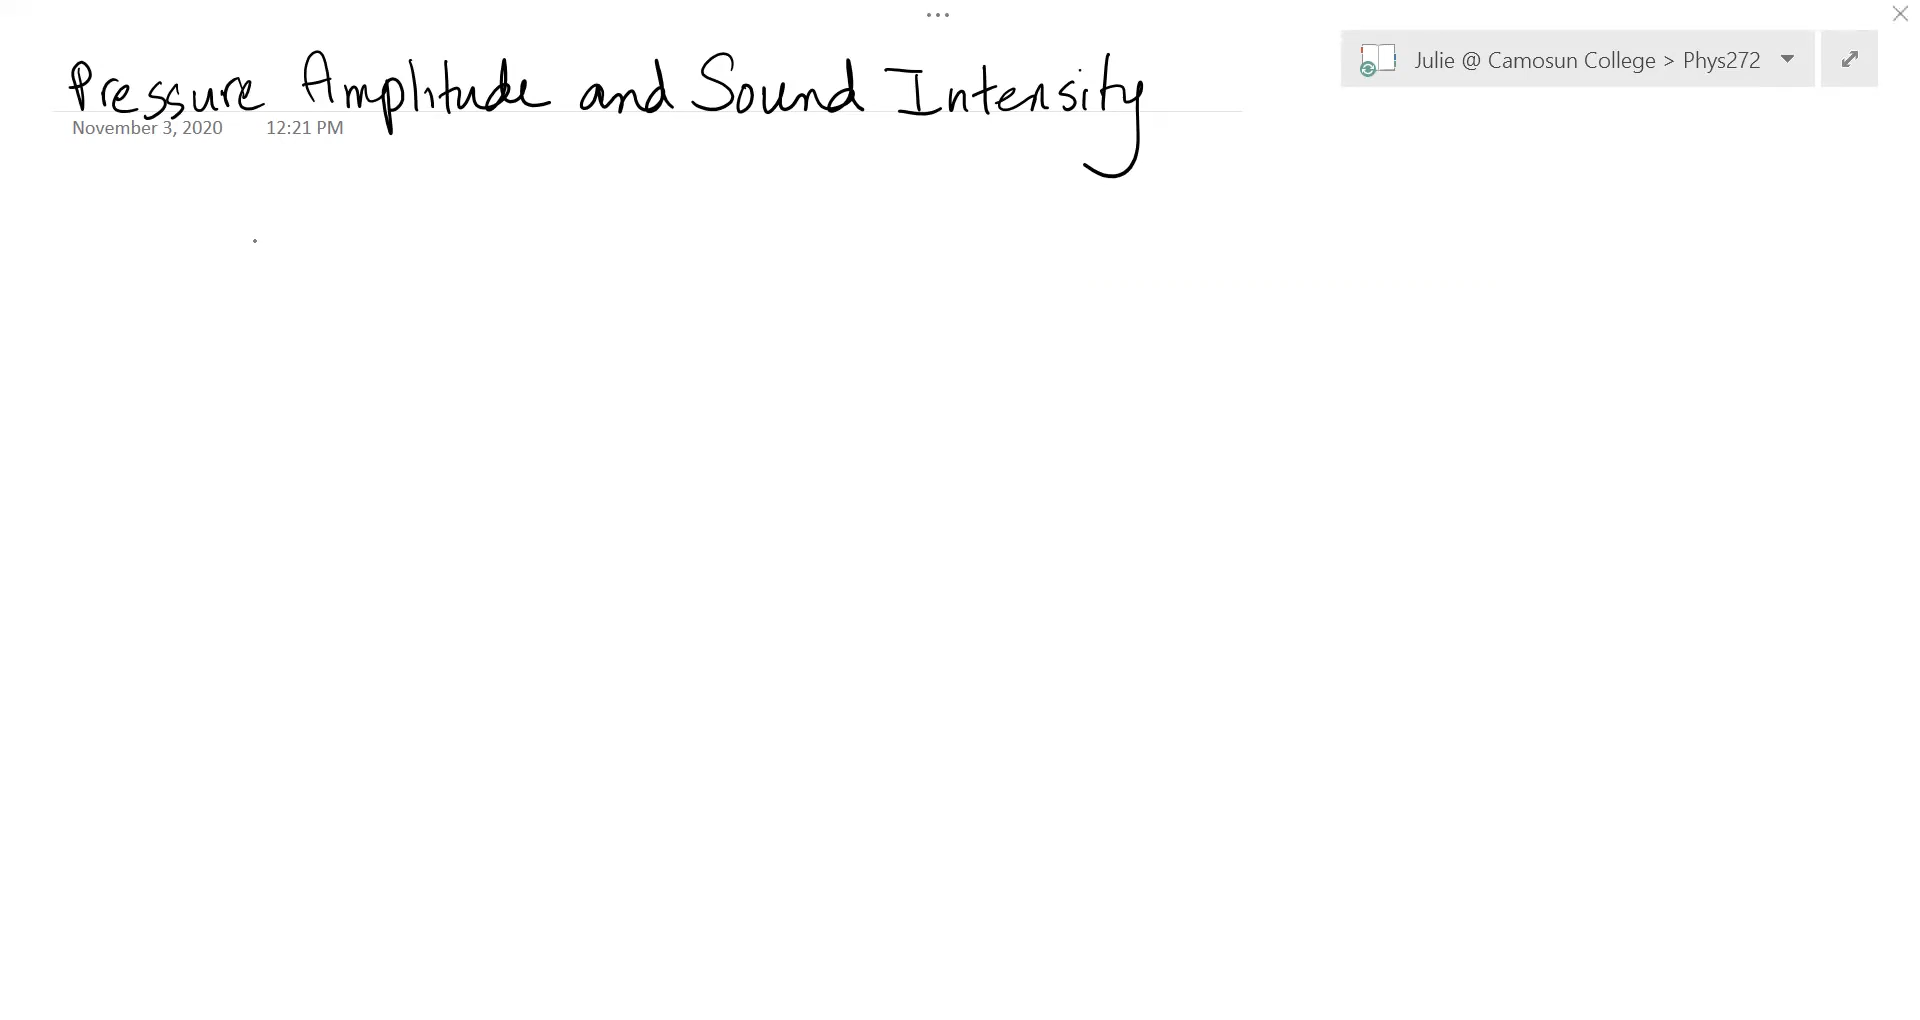 Pressure Amplitude and Sound Intensity
November 3, 2020 12:21 PM
Julie @ Camosun College > Phys272